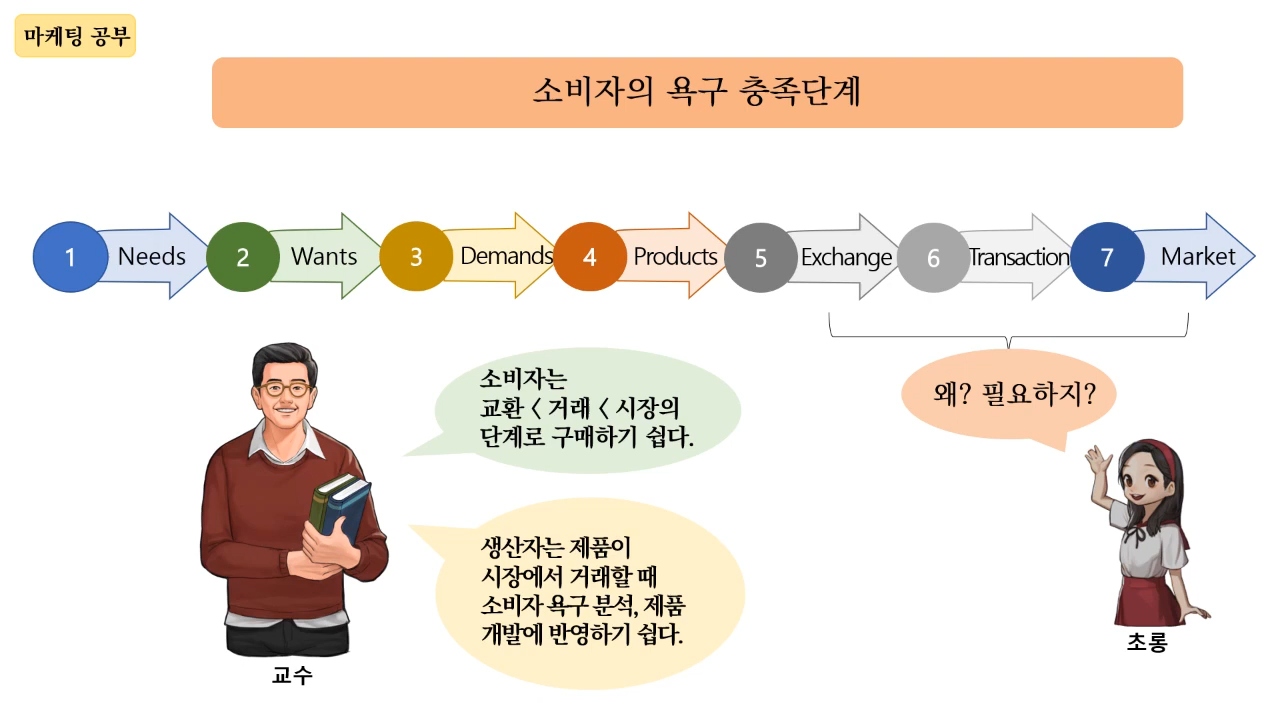 마케팅 공부
소비자의 욕구 충족단계
1 Needs
2 Wants
3 Demands
4 Products
5 Exchange
6 Transaction
7 Market
소비자는
교환 < 거래 < 시장의
단계로 구매하기 쉽다.
왜? 필요하지?
생산자는 제품이
시장에서 거래할 때
소비자 욕구 분석, 제품
개발에 반영하기 쉽다.
교수
초롱